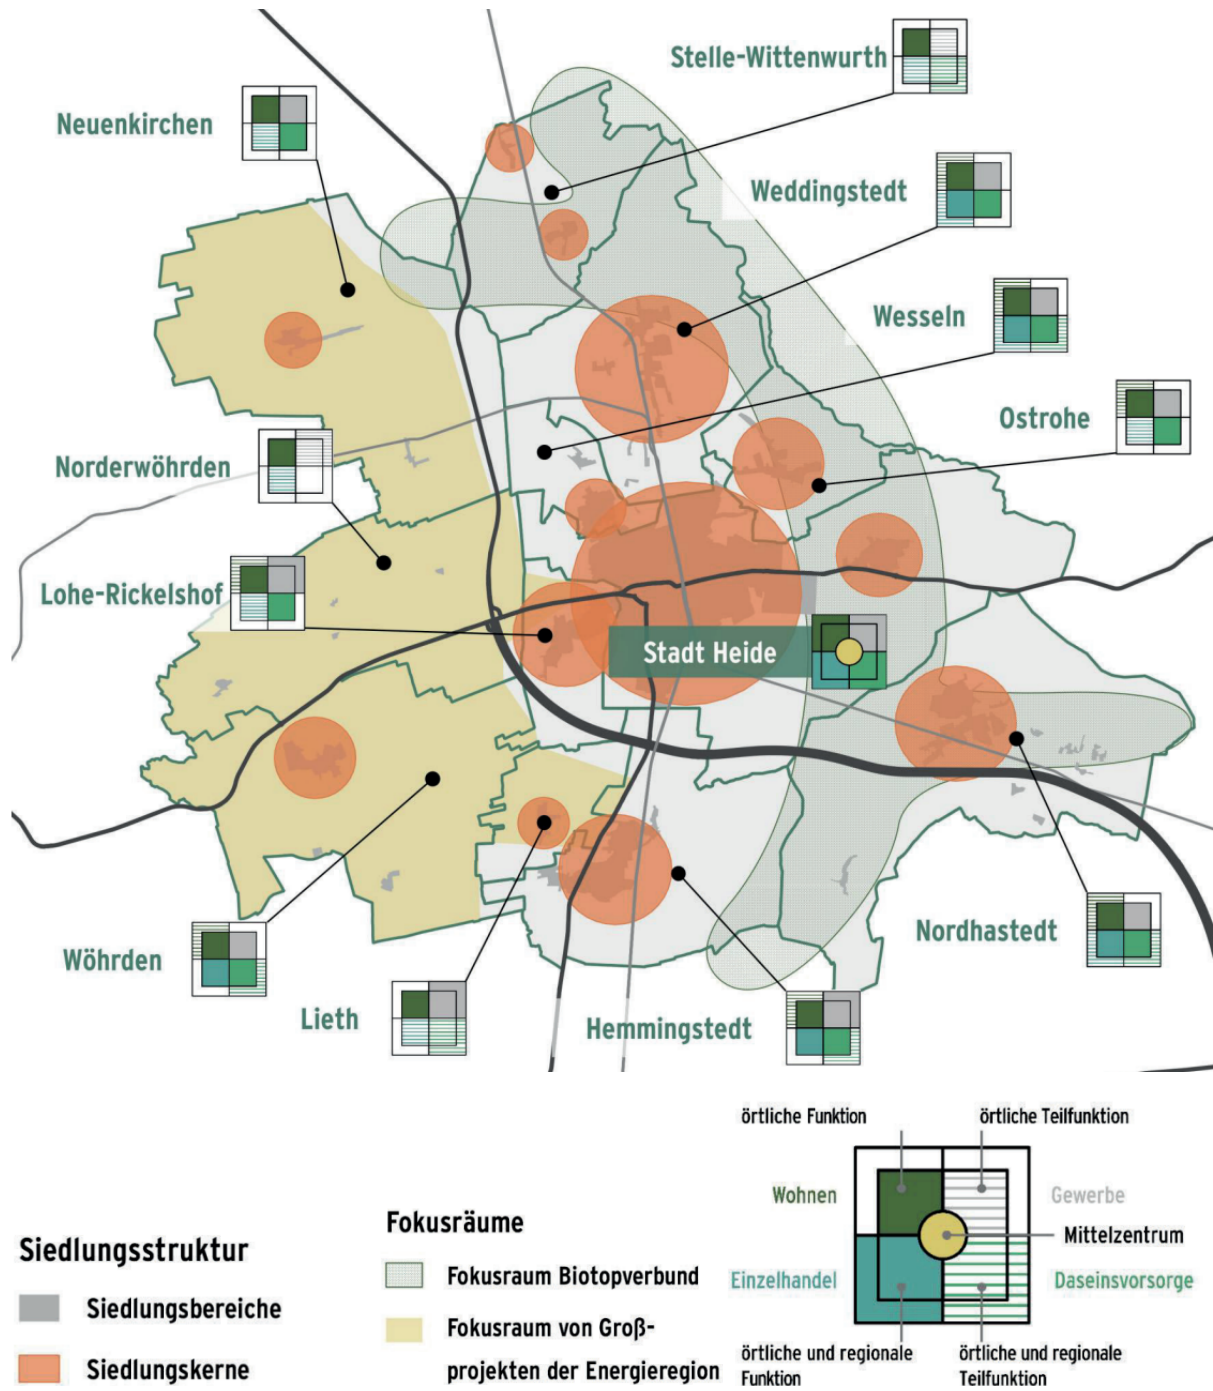 Stelle-Wittenwurth
Neuenkirchen
Weddingstedt
Wesseln
Ostrohe
Norderwöhrden
Lohe-Rickelshof
Stadt Heide
Nordhastedt
Wöhrden
Lieth
Hemmingstedt
Siedlungsstruktur
Siedlungsbereiche
Siedlungskerne
Fokusräume
Fokusraum Biotopverbund
Fokusraum von Groß-
projekten der Energieregion
örtliche Funktion
örtliche Teilfunktion
Wohnen
Gewerbe
Mittelzentrum
Einzelhandel
Daseinsvorsorge
örtliche und regionale
Funktion
örtliche und regionale
Teilfunktion